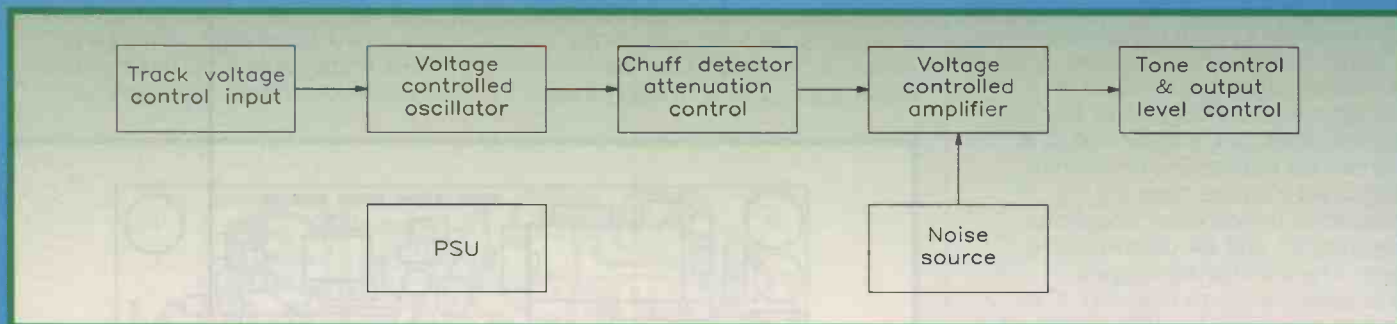 Track voltage
control input
Voltage
controlled
oscillator
Chuff detector
attenuation
control
Voltage
controlled
amplifier
Tone control
& output
level control
PSU
Noise
source